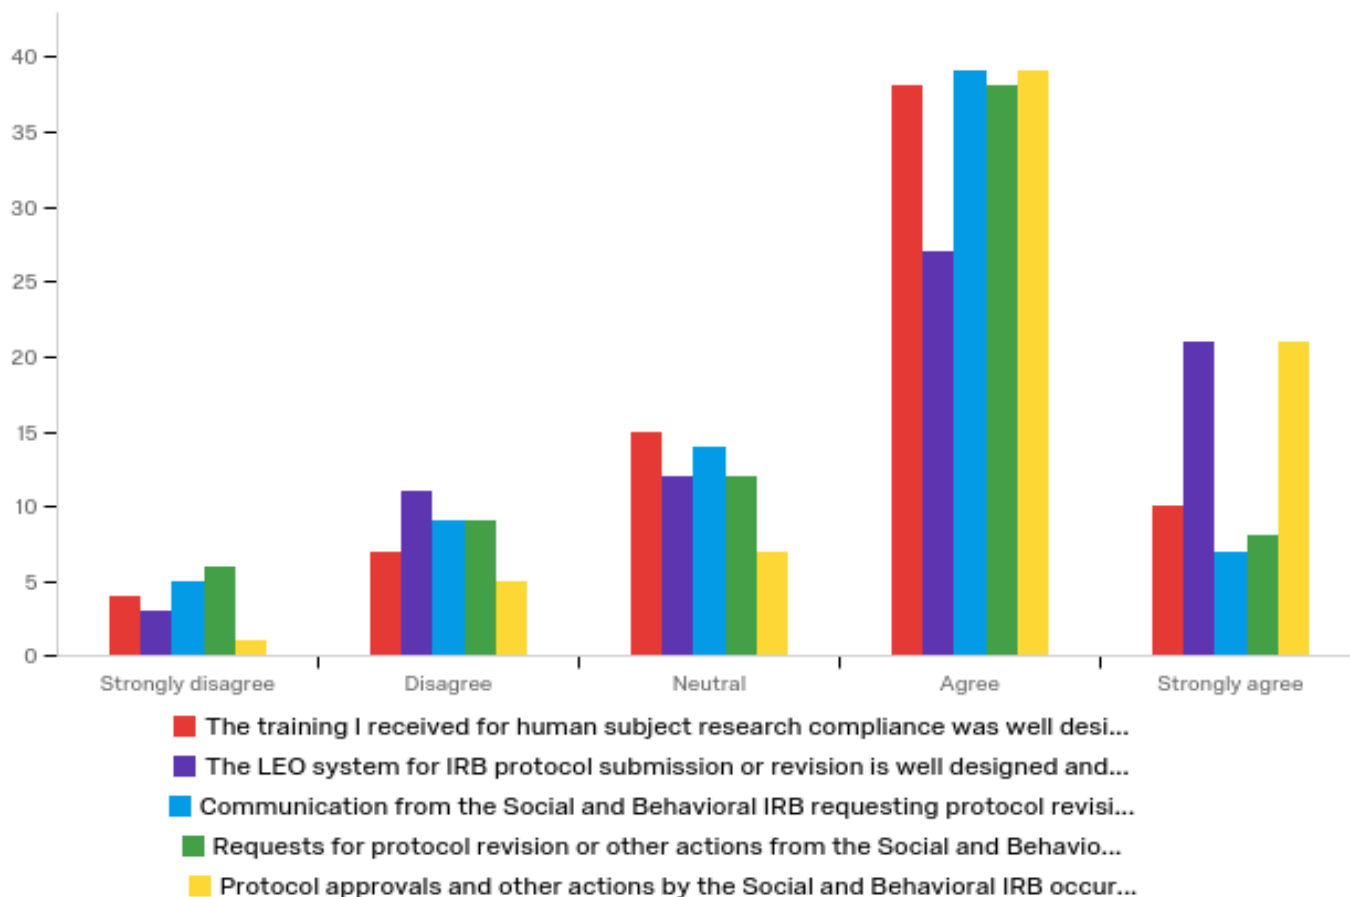 40
35
30
25
20
15
10
5
0
Strongly disagree Disagree Neutral Agree Strongly agree
The training I received for human subject research compliance was well desi...
The LEO system for IRB protocol submission or revision is well designed and...
Communication from the Social and Behavioral IRB requesting protocol revisi...
Requests for protocol revision or other actions from the Social and Behavio...
Protocol approvals and other actions by the Social and Behavioral IRB occur...